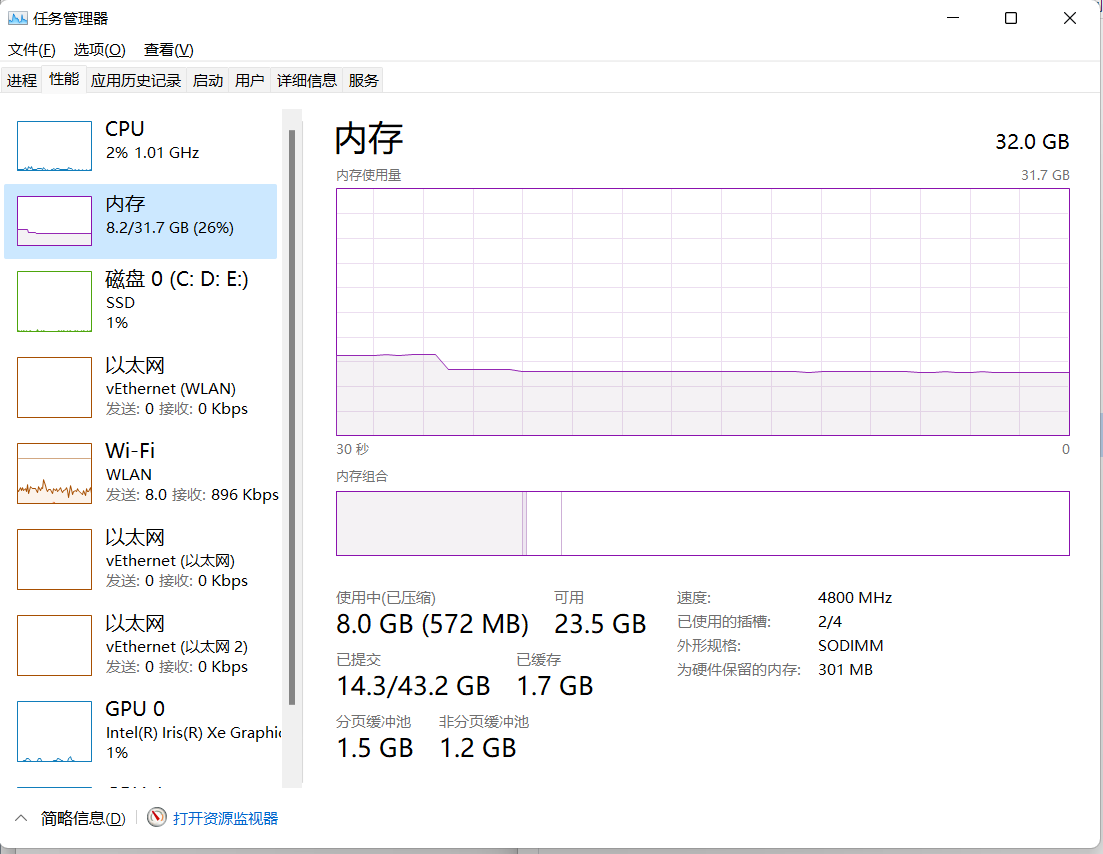 任务管理器
文件(F) 选项(O) 查看(V)
进程 性能 应用历史记录 启动 用户 详细信息 服务
CPU
2% 1.01 GHz
内存
8.2/31.7 GB (26%)
磁盘 0 (C: D: E:)
SSD
1%
以太网
vEthernet (WLAN)
发送: 0 接收: 0 Kbps
Wi-Fi
WLAN
发送: 8.0 接收: 896 Kbps
以太网
vEthernet (以太网)
发送: 0 接收: 0 Kbps
以太网
vEthernet (以太网 2)
发送: 0 接收: 0 Kbps
GPU 0
Intel(R) Iris(R) Xe Graphic
1%
内存 32.0 GB
内存使用量 31.7 GB
30 秒 0
内存组合
使用中(已压缩) 可用
8.0 GB (572 MB) 23.5 GB
已提交 已缓存
14.3/43.2 GB 1.7 GB
分页缓冲池 非分页缓冲池
1.5 GB 1.2 GB
速度: 4800 MHz
已使用的插槽: 2/4
外形规格: SODIMM
为硬件保留的内存: 301 MB
简略信息(D) 打开资源监视器